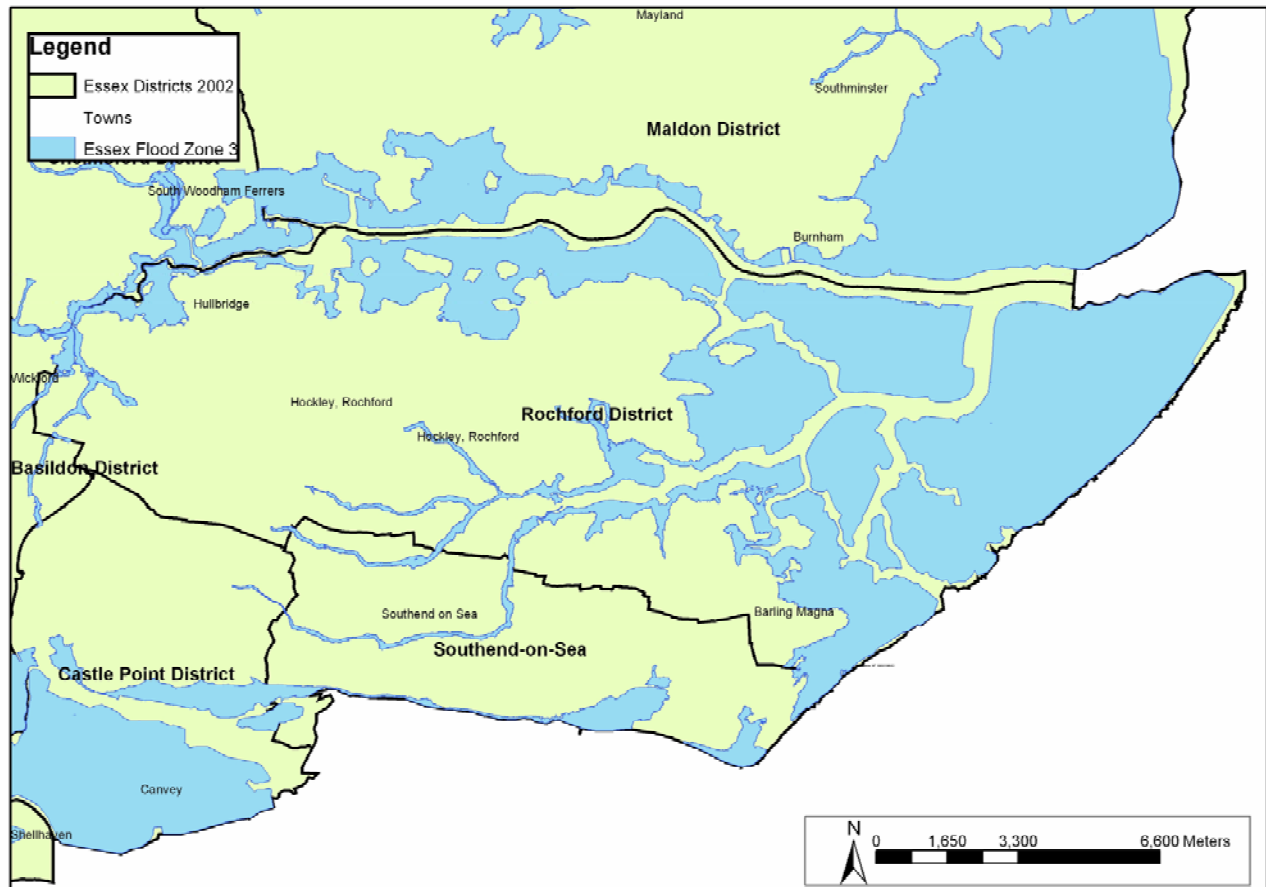 Mayland
Legend
Essex Districts 2002
Towns
Essex Flood Zone 3
Southminster
Maldon District
District
South Woodham Ferrers
Burnham
Hullbridge
Wickford
Hockley, Rochford
Rochford District
Hockley, Rochford
Basildon District
Barling Magna
Southend on Sea
Southend-on-Sea
Castle Point District
Canvey
Shellhaven
N
0 1,650 3,300 6,600 Meters